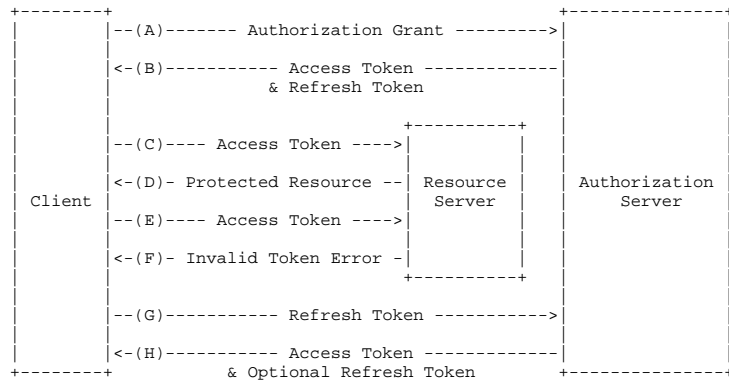 +--------+                                           +---------------+
|        |--(A)------- Authorization Grant --------->|               |
|        |                                           |               |
|        |<-(B)----------- Access Token -------------|               |
|        |               & Refresh Token             |               |
|        |                                           |               |
|        |                            +----------+   |               |
|        |--(C)---- Access Token ---->|          |   |               |
|        |                            |          |   |               |
|        |<-(D)- Protected Resource --| Resource |   | Authorization |
| Client |                            |  Server  |   |     Server    |
|        |--(E)---- Access Token ---->|          |   |               |
|        |                            |          |   |               |
|        |<-(F)- Invalid Token Error -|          |   |               |
|        |                            +----------+   |               |
|        |                                           |               |
|        |--(G)----------- Refresh Token ----------->|               |
|        |                                           |               |
|        |<-(H)----------- Access Token -------------|               |
+--------+           & Optional Refresh Token        +---------------+